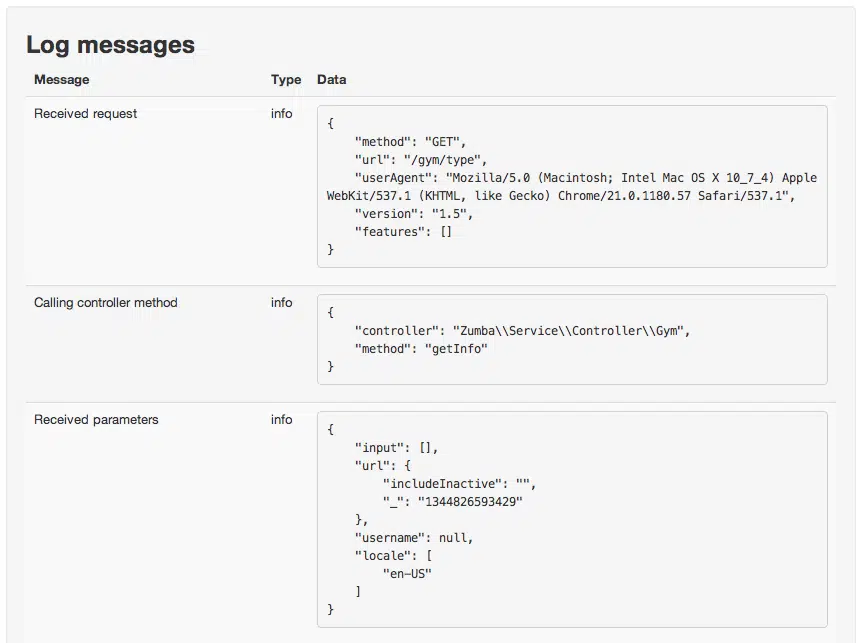 Log messages
Message Type Data
Received request info
{
"method": "GET",
"url": "/gym/type",
"userAgent": "Mozilla/5.0 (Macintosh; Intel Mac OS X 10_7_4) Apple
WebKit/537.1 (KHTML, like Gecko) Chrome/21.0.1180.57 Safari/537.1",
"version": "1.5",
"features": []
}
Calling controller method info
{
"controller": "Zumba\\Service\\Controller\\Gym",
"method": "getInfo"
}
Received parameters info
{
"input": [],
"url": {
"includeInactive": "",
"_": "1344826593429"
},
"username": null,
"locale": [
"en-US"
]
}